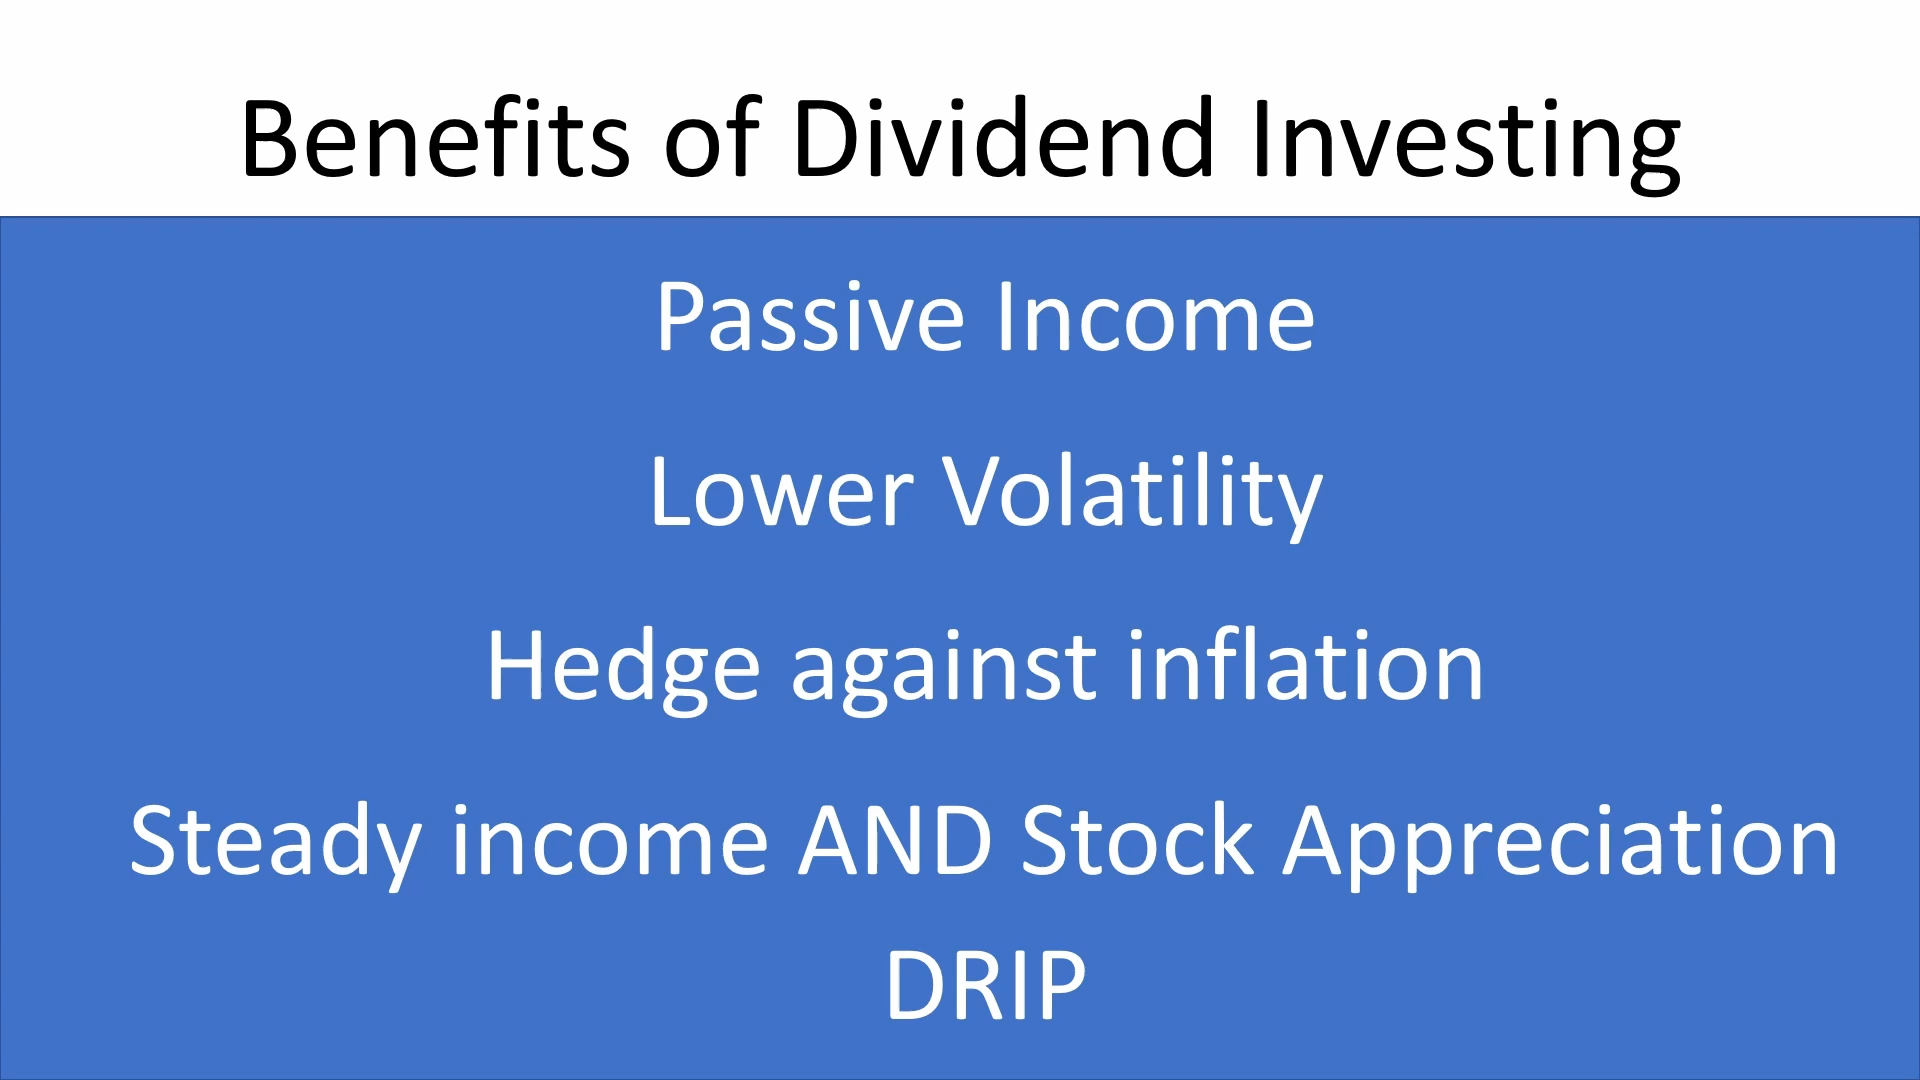 Benefits of Dividend Investing
Passive Income
Lower Volatility
Hedge against inflation
Steady income AND Stock Appreciation
DRIP